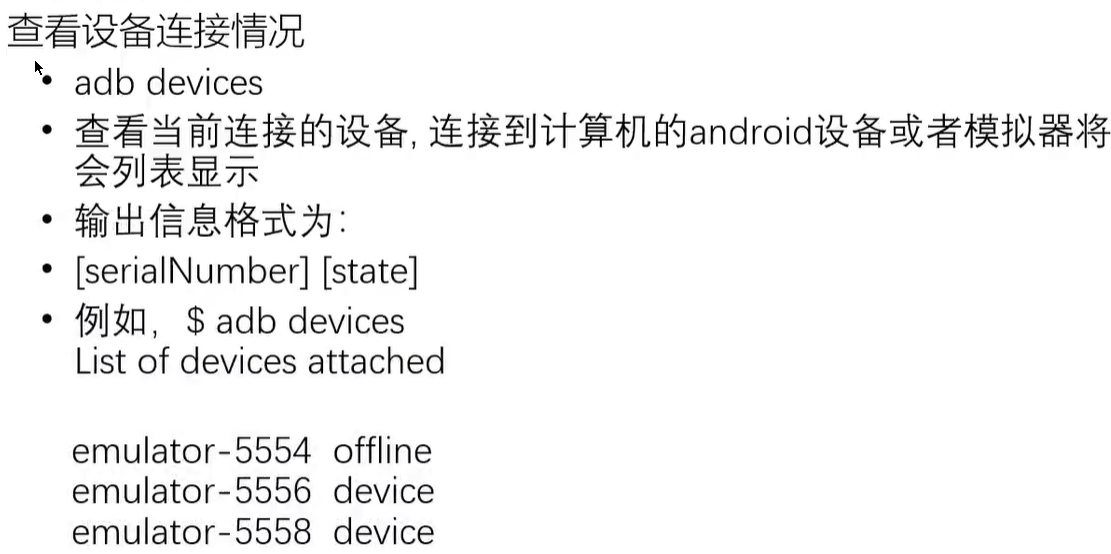 查看设备连接情况
• adb devices
• 查看当前连接的设备, 连接到计算机的android设备或者模拟器将
会列表显示
• 输出信息格式为：
• [serialNumber] [state]
• 例如，$ adb devices
List of devices attached
emulator-5554 offline
emulator-5556 device
emulator-5558 device